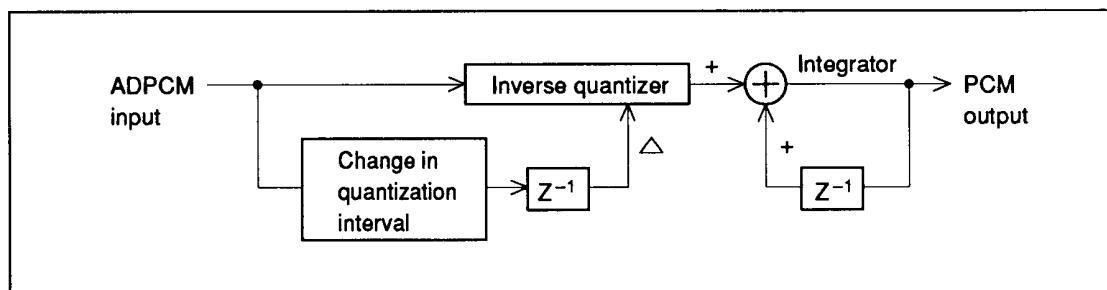 ADPCM
input
Inverse quantizer
+
Integrator
PCM
output
Change in
quantization
interval
Z⁻¹
△
+
Z⁻¹